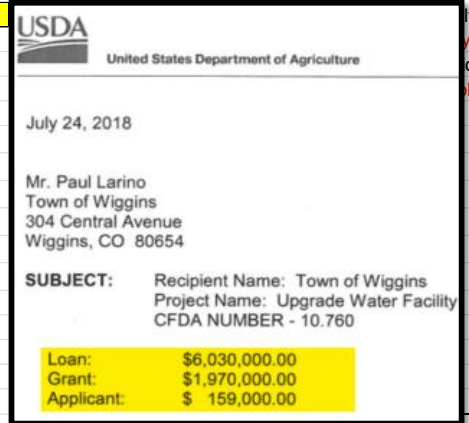 USDA
United States Department of Agriculture
July 24, 2018
Mr. Paul Larino
Town of Wiggins
304 Central Avenue
Wiggins, CO 80654
SUBJECT: Recipient Name: Town of Wiggins
Project Name: Upgrade Water Facility
CFDA NUMBER - 10.760
Loan: $6,030,000.00
Grant: $1,970,000.00
Applicant: $ 159,000.00